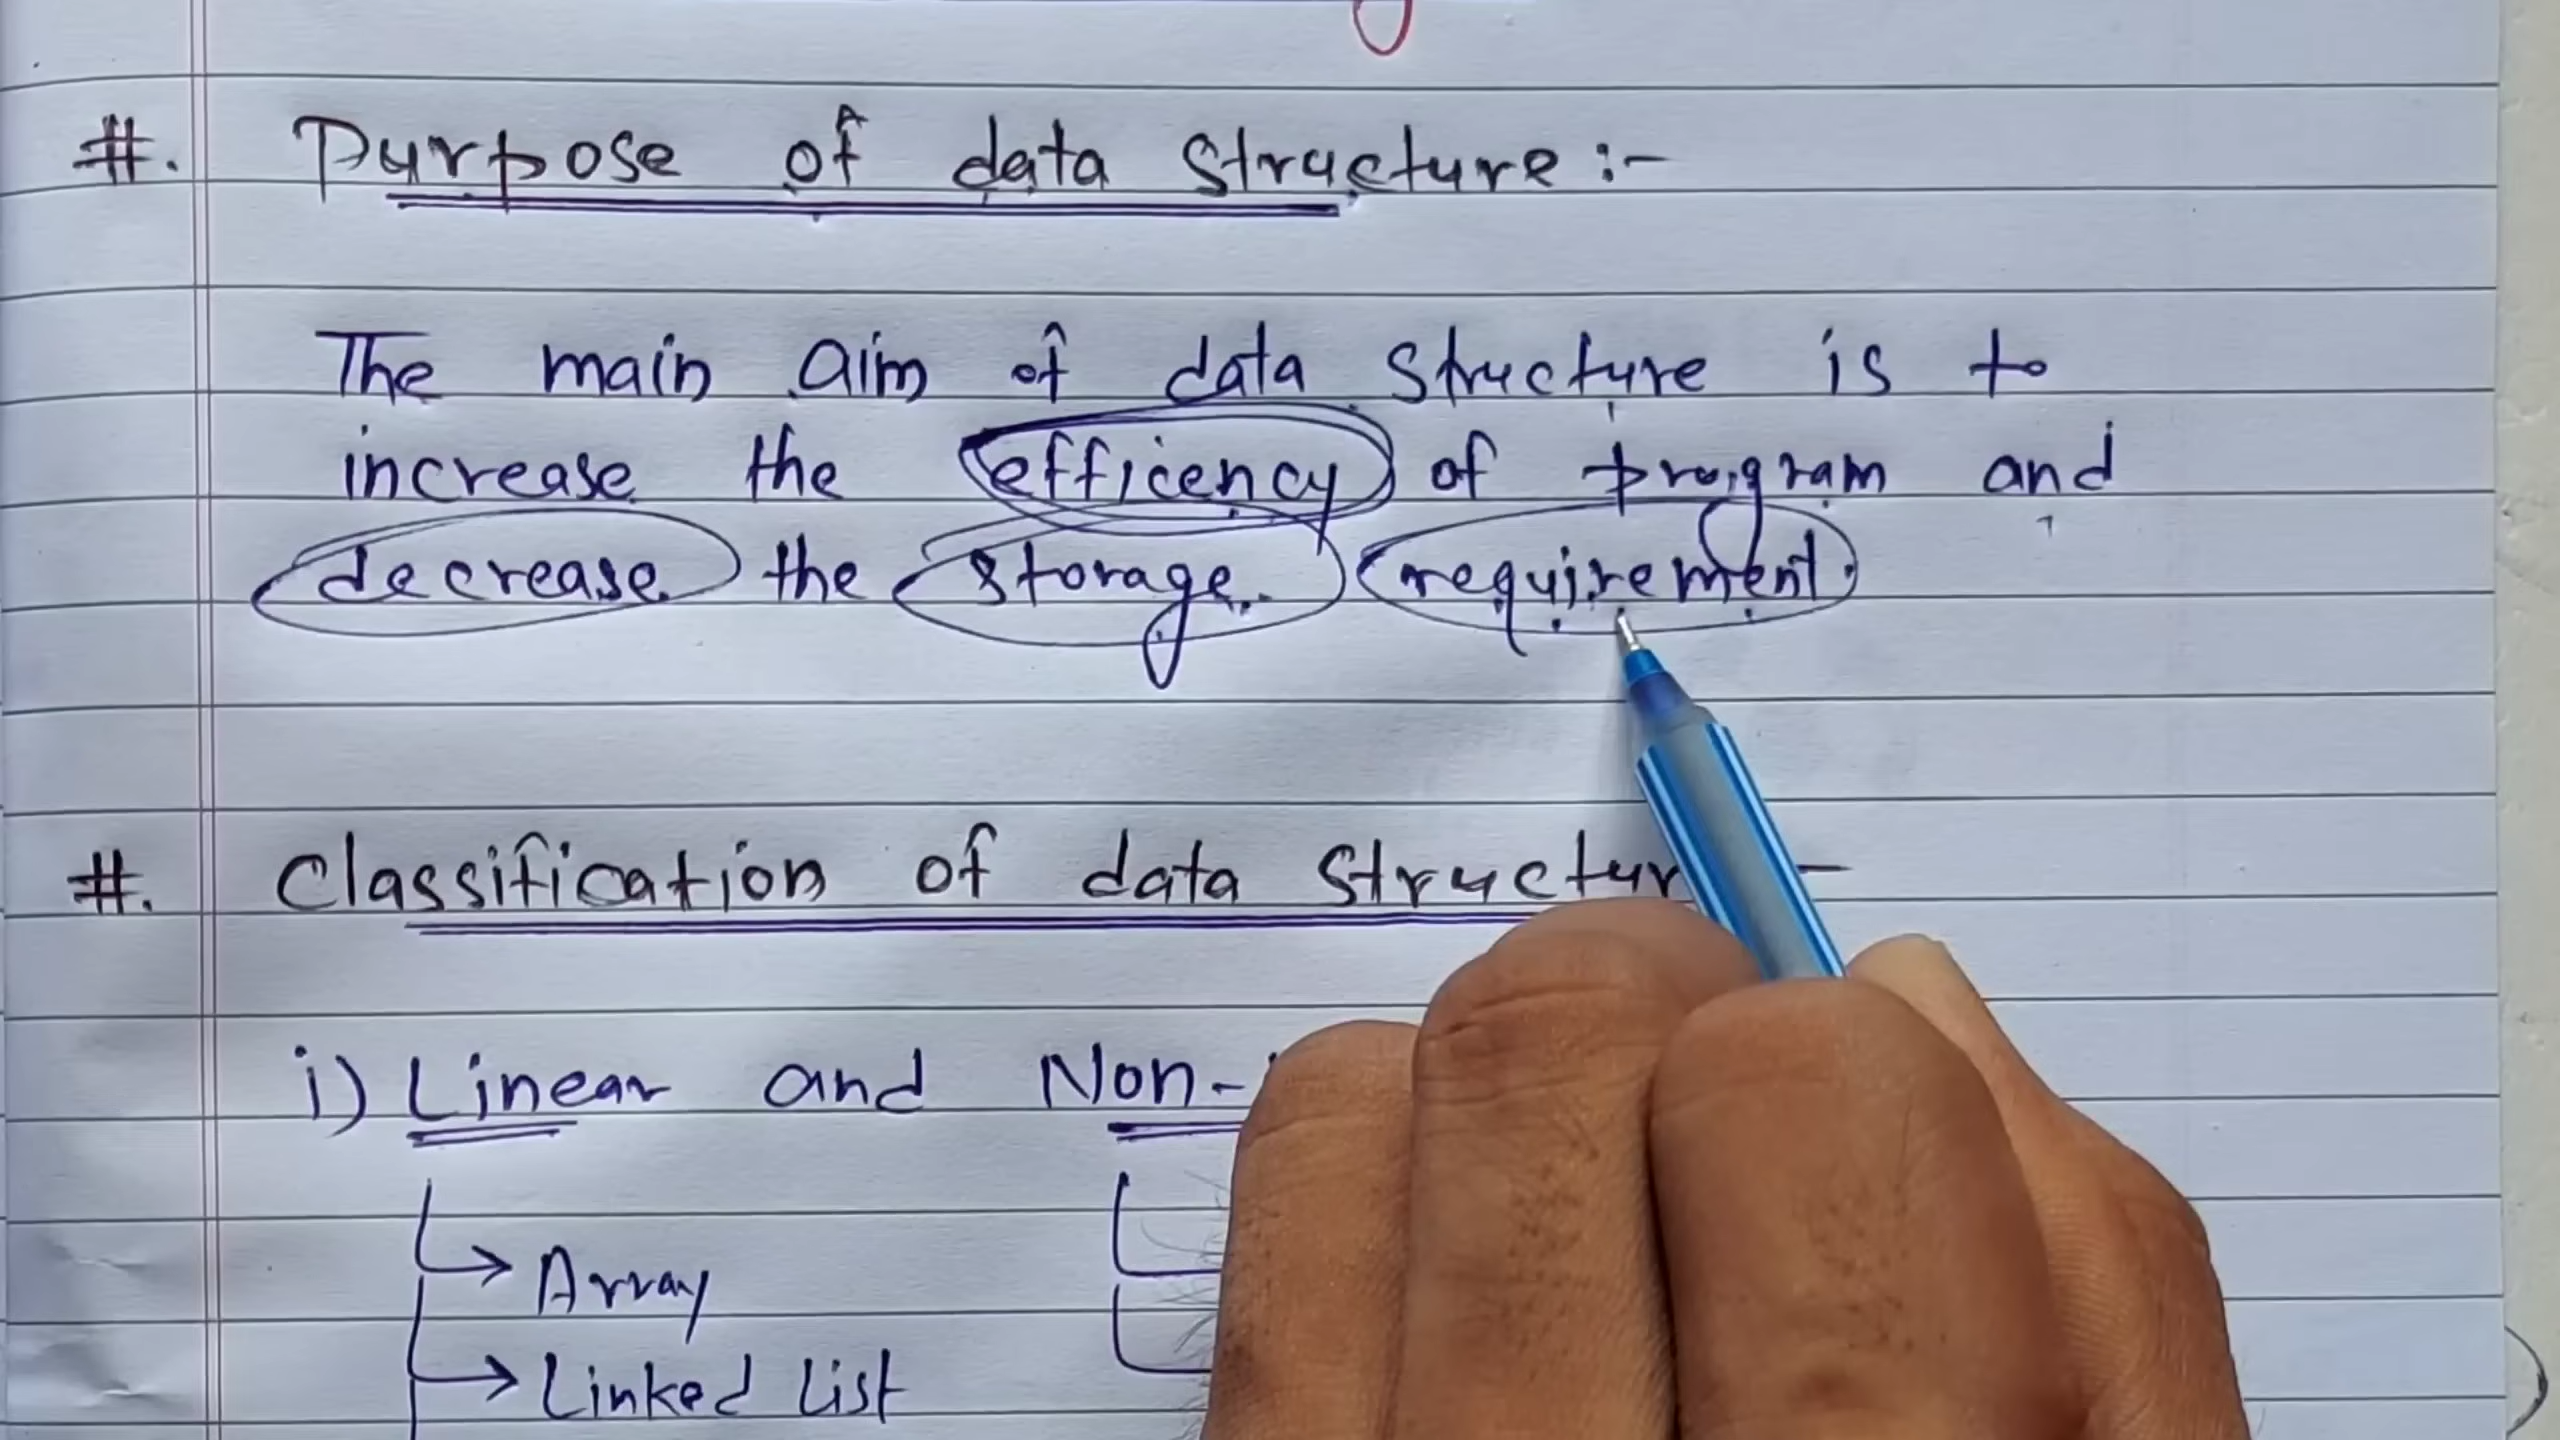 #. Purpose of data structure :-
The main aim of data structure is to
increase the efficency of program and
decrease the storage requirement.
#. Classification of data structur -
i) Linear and Non-
→ Array
→ Linked list